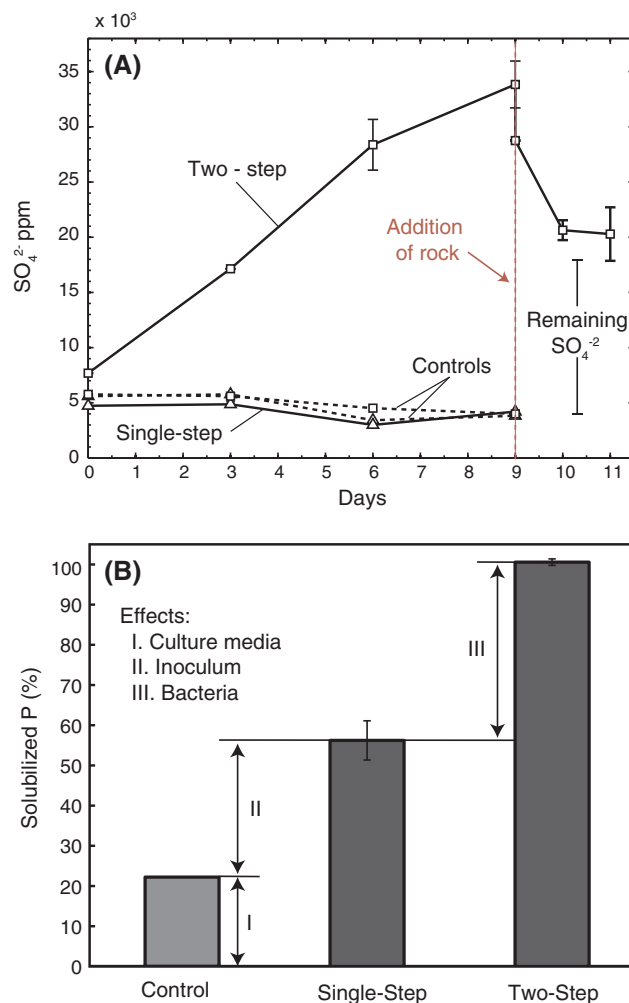 x 10³
(A)
35
30
25
20
15
10
5
0
SO₄²⁻ ppm
Two - step
Addition
of rock
Remaining
SO₄⁻²
Controls
Single-step
0 1 2 3 4 5 6 7 8 9 10 11
Days
(B)
100
90
80
70
60
50
40
30
20
10
0
Solubilized P (%)
Effects:
I. Culture media
II. Inoculum
III. Bacteria
III
II
I
Control Single-Step Two-Step